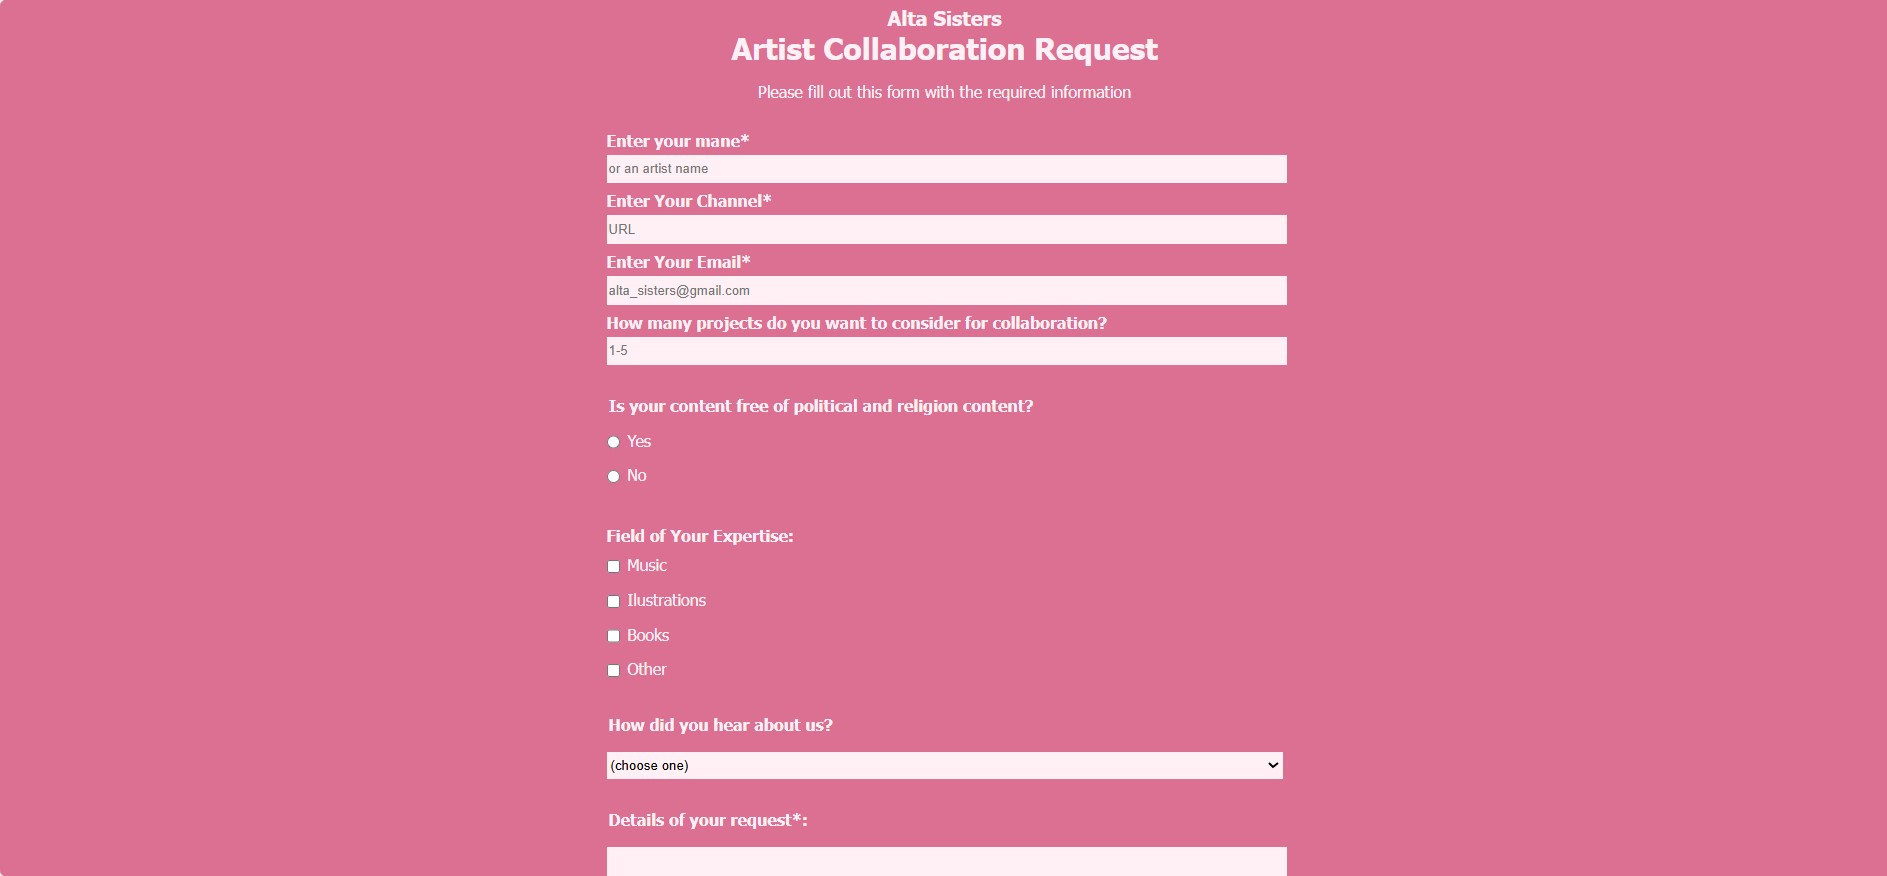 Alta Sisters
Artist Collaboration Request
Please fill out this form with the required information
Enter your mane*
or an artist name
Enter Your Channel*
URL
Enter Your Email*
alta_sisters@gmail.com
How many projects do you want to consider for collaboration?
1-5
Is your content free of political and religion content?
Yes
No
Field of Your Expertise:
Music
Ilustrations
Books
Other
How did you hear about us?
(choose one)
Details of your request*: